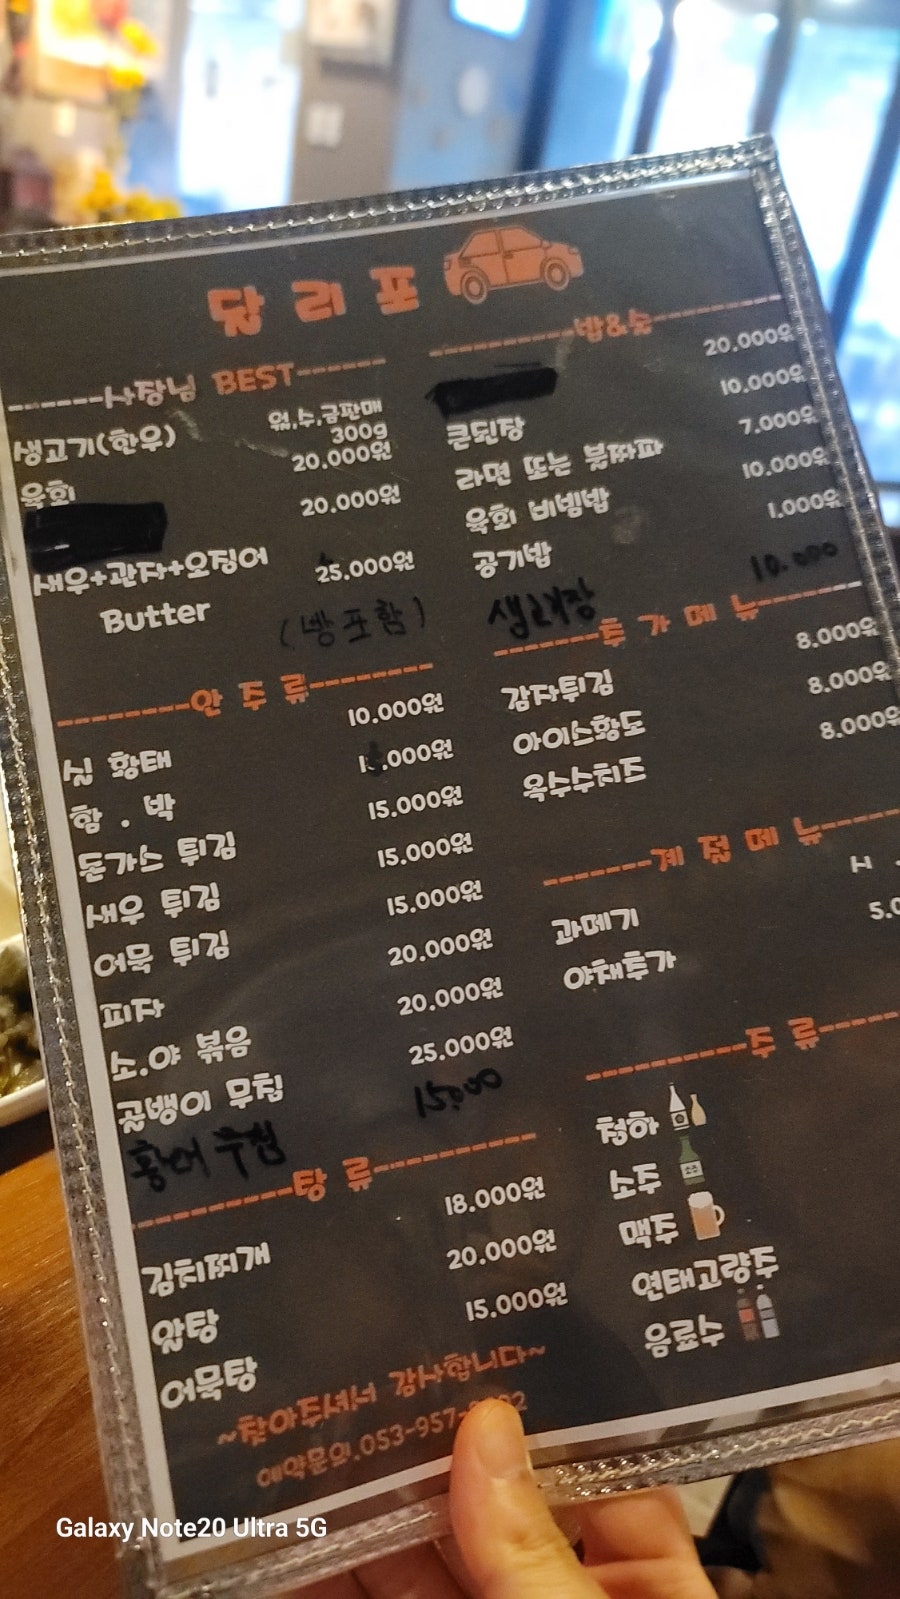 달 리 포
------사장님 BEST------
생고기(한우)
월,수,금판매
300g
20.000원
육회
20.000원
새우+관자+오징어
25.000원
Butter
(빵포함)
--------안 주 류--------
10.000원
실 황태
.000원
함 . 박
15.000원
돈가스 튀김
15.000원
새우 튀김
15.000원
어묵 튀김
20.000원
피자
20.000원
소.야 볶음
25.000원
골뱅이 무침
15,000
황태 무침
----------탕 류----------
18.000원
김치찌개
20.000원
알탕
15.000원
어묵탕
~찾아주셔서 감사합니다~
예약문의.053-957-
---------밥&
20.000원
10.000원
큰된장
7.000원
라면 또는 불짜파
10.000원
육회 비빔밥
1.000원
공기밥
10.000
-------추 가 메 뉴-------
8.000원
감자튀김
8.000원
아이스황도
8.000원
옥수수치즈
-------계 절 메 뉴-----
과메기
5.0
야채추가
----------주 류-----
청하
소주
맥주
연태고량주
음료수
Galaxy Note20 Ultra 5G